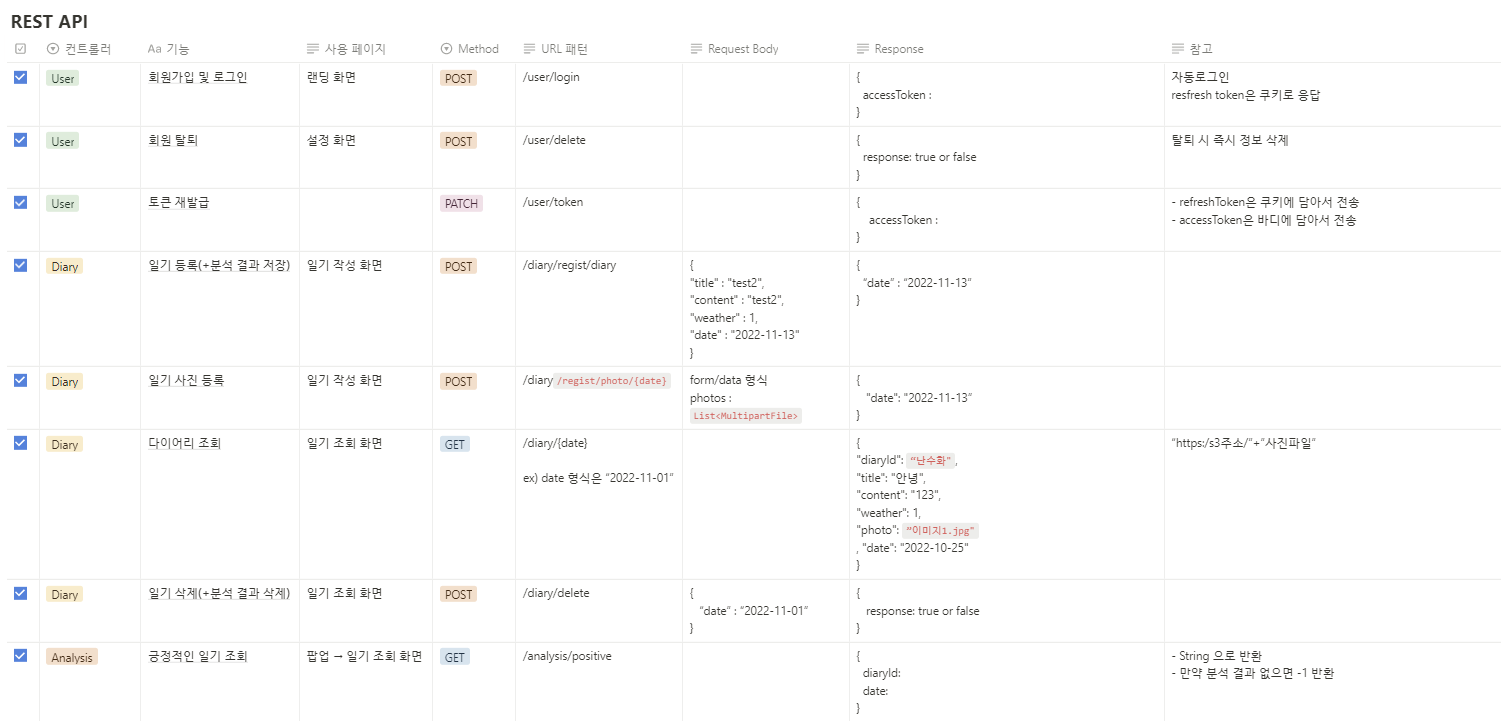 REST API
컨트롤러 Aa 기능 사용 페이지 Method URL 패턴 Request Body Response 참고
User 회원가입 및 로그인 랜딩 화면 POST /user/login { 자동로그인
accessToken : resfresh token은 쿠키로 응답
}
User 회원 탈퇴 설정 화면 POST /user/delete { 탈퇴 시 즉시 정보 삭제
response: true or false
}
User 토큰 재발급 PATCH /user/token { - refreshToken은 쿠키에 담아서 전송
accessToken : - accessToken은 바디에 담아서 전송
}
Diary 일기 등록(+분석 결과 저장) 일기 작성 화면 POST /diary/regist/diary { {
"title" : "test2", “date” : “2022-11-13”
"content" : "test2", }
"weather" : 1,
"date" : "2022-11-13"
}
Diary 일기 사진 등록 일기 작성 화면 POST /diary/regist/photo/{date} form/data 형식 {
photos : "date": "2022-11-13”
List<MultipartFile> }
Diary 다이어리 조회 일기 조회 화면 GET /diary/{date} { “https:/s3주소/”+”사진파일”
"diaryId": “난수화",
ex) date 형식은 “2022-11-01” "title": "안녕",
"content": "123",
"weather": 1,
"photo": ”이미지1.jpg"
, "date": "2022-10-25"
}
Diary 일기 삭제(+분석 결과 삭제) 일기 조회 화면 POST /diary/delete { {
“date” : “2022-11-01” response: true or false
} }
Analysis 긍정적인 일기 조회 팝업 → 일기 조회 화면 GET /analysis/positive { - String 으로 반환
diaryId: - 만약 분석 결과 없으면 -1 반환
date:
}